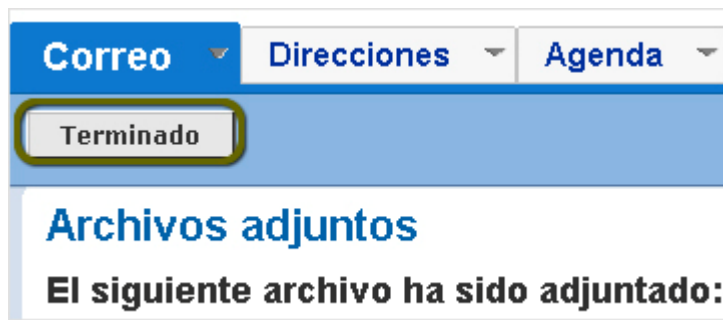 Correo Direcciones Agenda
Terminado
Archivos adjuntos
El siguiente archivo ha sido adjuntado: